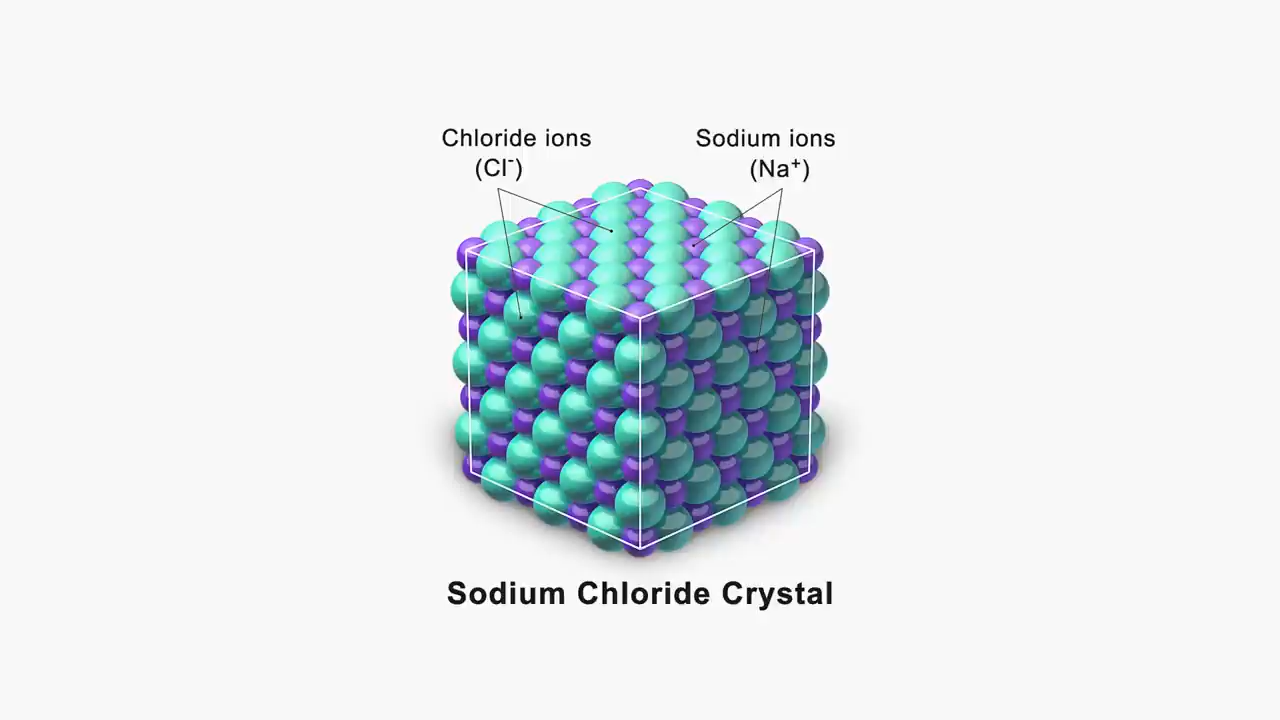 Chloride ions
(Cl⁻)
Sodium ions
(Na⁺)
Sodium Chloride Crystal